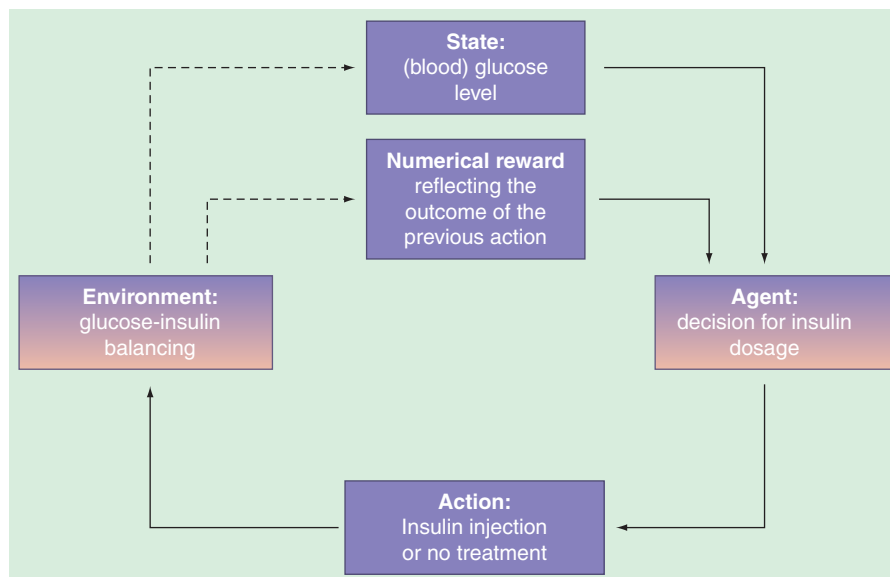 State:
(blood) glucose
level
Numerical reward
reflecting the
outcome of the
previous action
Environment:
glucose-insulin
balancing
Agent:
decision for insulin
dosage
Action:
Insulin injection
or no treatment